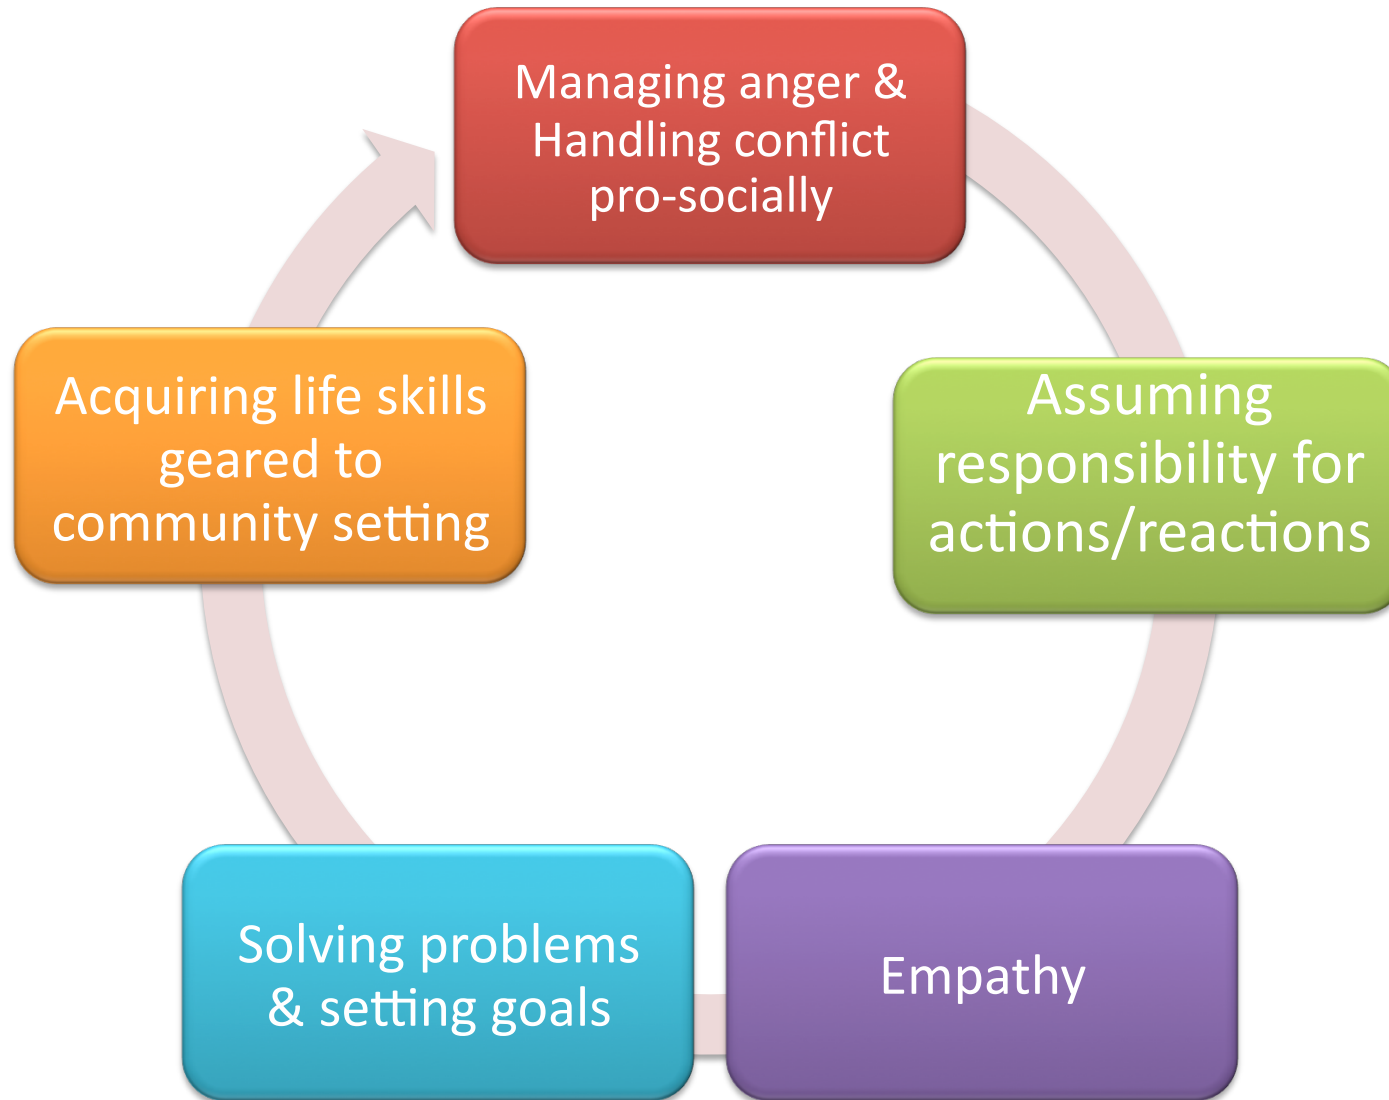 Managing anger &
Handling conflict
pro-socially
Assuming
responsibility for
actions/reactions
Empathy
Solving problems
& setting goals
Acquiring life skills
geared to
community setting